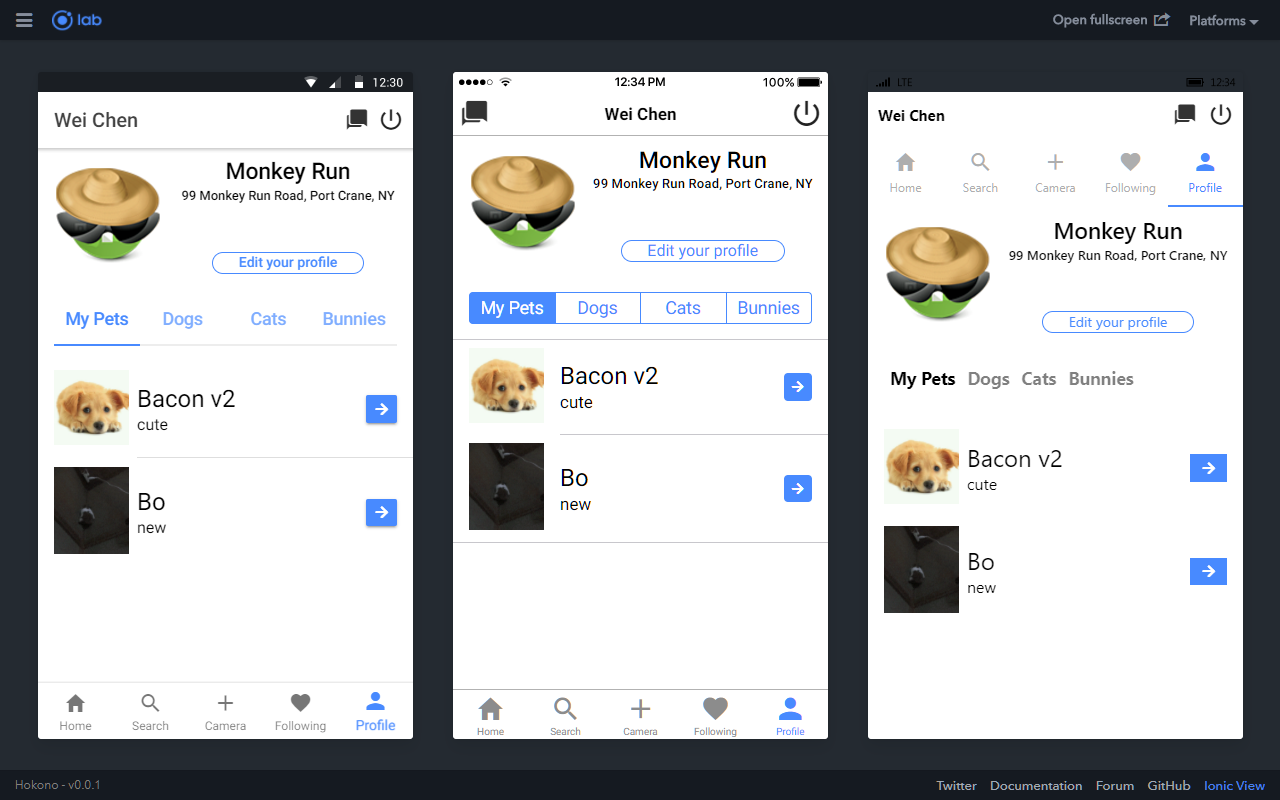 lab
Open fullscreen Platforms
12:30
Wei Chen
Monkey Run
99 Monkey Run Road, Port Crane, NY
Edit your profile
My Pets Dogs Cats Bunnies
Bacon v2
cute
Bo
new
Home Search Camera Following Profile
12:34 PM 100%
Wei Chen
Monkey Run
99 Monkey Run Road, Port Crane, NY
Edit your profile
My Pets Dogs Cats Bunnies
Bacon v2
cute
Bo
new
Home Search Camera Following Profile
LTE 12:34
Wei Chen
Home Search Camera Following Profile
Monkey Run
99 Monkey Run Road, Port Crane, NY
Edit your profile
My Pets Dogs Cats Bunnies
Bacon v2
cute
Bo
new
Hokono - v0.0.1
Twitter Documentation Forum GitHub Ionic View